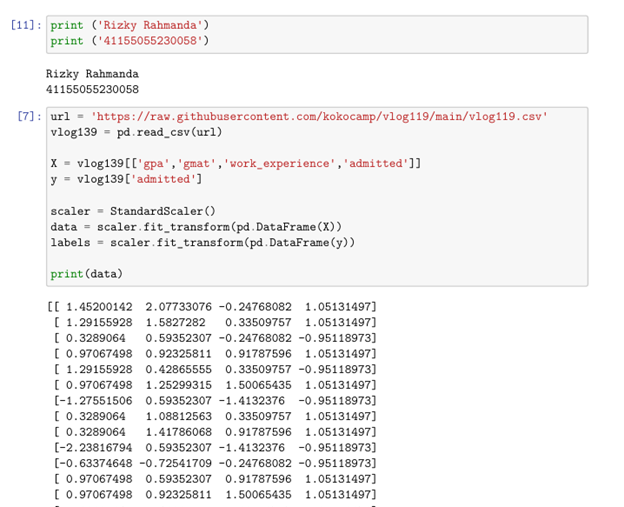 [11]: print ('Rizky Rahmanda')
print ('41155055230058')
Rizky Rahmanda
41155055230058
[7]: url = 'https://raw.githubusercontent.com/kokocamp/vlog119/main/vlog119.csv'
vlog139 = pd.read_csv(url)
X = vlog139[['gpa','gmat','work_experience','admitted']]
y = vlog139['admitted']
scaler = StandardScaler()
data = scaler.fit_transform(pd.DataFrame(X))
labels = scaler.fit_transform(pd.DataFrame(y))
print(data)
[[ 1.45200142 2.07733076 -0.24768082 1.05131497]
[ 1.29155928 1.5827282 0.33509757 1.05131497]
[ 0.3289064 0.59352307 -0.24768082 -0.95118973]
[ 0.97067498 0.92325811 0.91787596 1.05131497]
[ 1.29155928 0.42865555 0.33509757 -0.95118973]
[ 0.97067498 1.25299315 1.50065435 1.05131497]
[-1.27551506 0.59352307 -1.4132376 -0.95118973]
[ 0.3289064 1.08812563 0.33509757 1.05131497]
[ 0.3289064 1.41786068 0.91787596 1.05131497]
[-2.23816794 0.59352307 -1.4132376 -0.95118973]
[-0.63374648 -0.72541709 -0.24768082 -0.95118973]
[ 0.97067498 0.59352307 0.91787596 1.05131497]
[ 0.97067498 0.92325811 1.50065435 1.05131497]